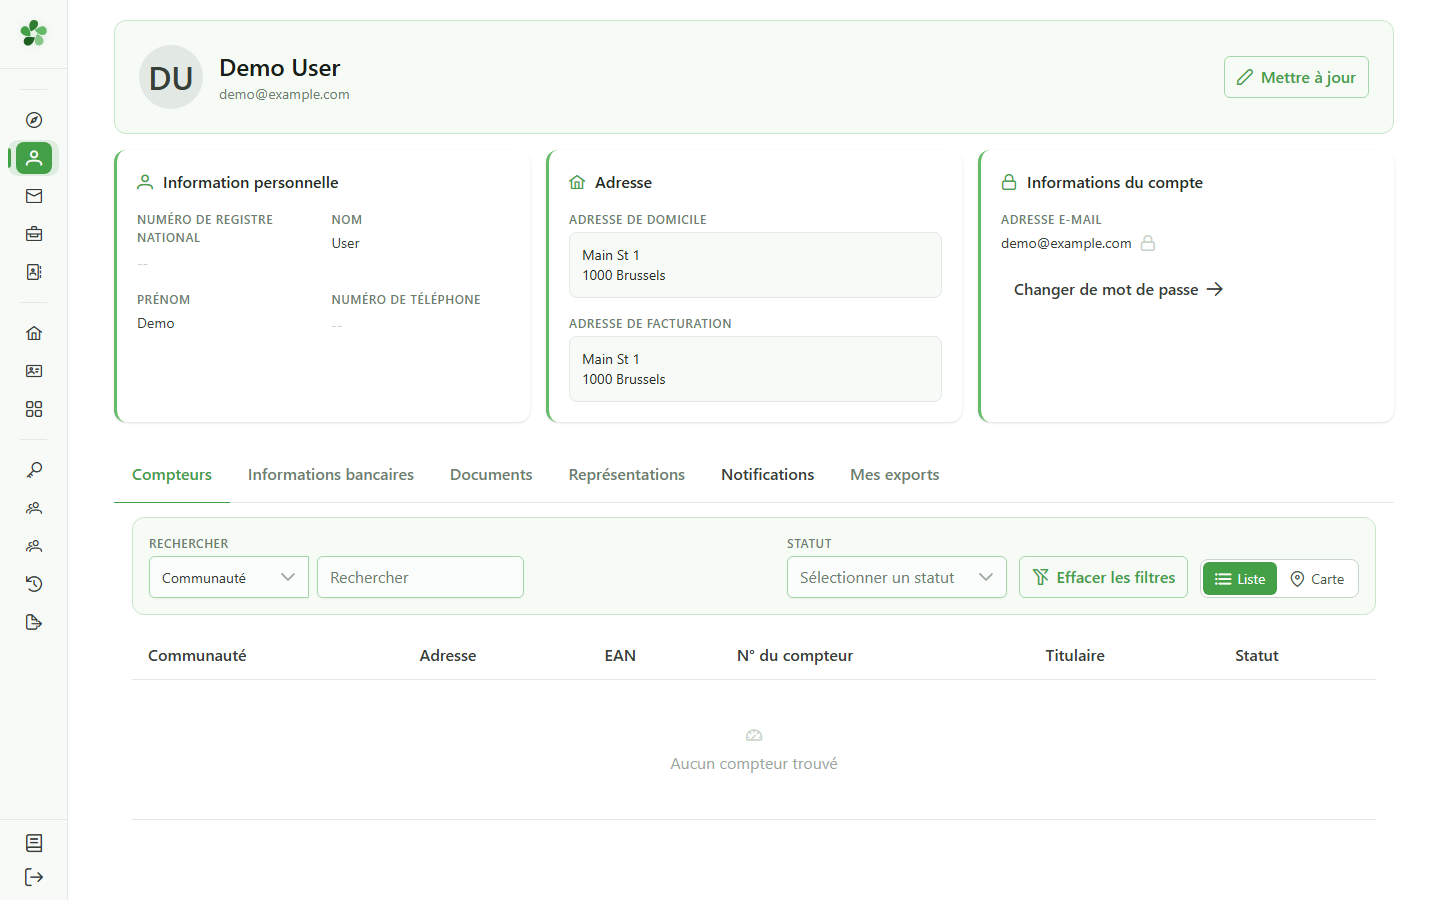 DU
Demo User
demo@example.com
Mettre à jour
Information personnelle
NUMÉRO DE REGISTRE
NATIONAL
--
NOM
User
PRÉNOM
Demo
NUMÉRO DE TÉLÉPHONE
--
Adresse
ADRESSE DE DOMICILE
Main St 1
1000 Brussels
ADRESSE DE FACTURATION
Main St 1
1000 Brussels
Informations du compte
ADRESSE E-MAIL
demo@example.com
Changer de mot de passe
Compteurs
Informations bancaires
Documents
Représentations
Notifications
Mes exports
RECHERCHER
Communauté
Rechercher
STATUT
Sélectionner un statut
Effacer les filtres
Liste
Carte
Communauté
Adresse
EAN
N° du compteur
Titulaire
Statut
Aucun compteur trouvé